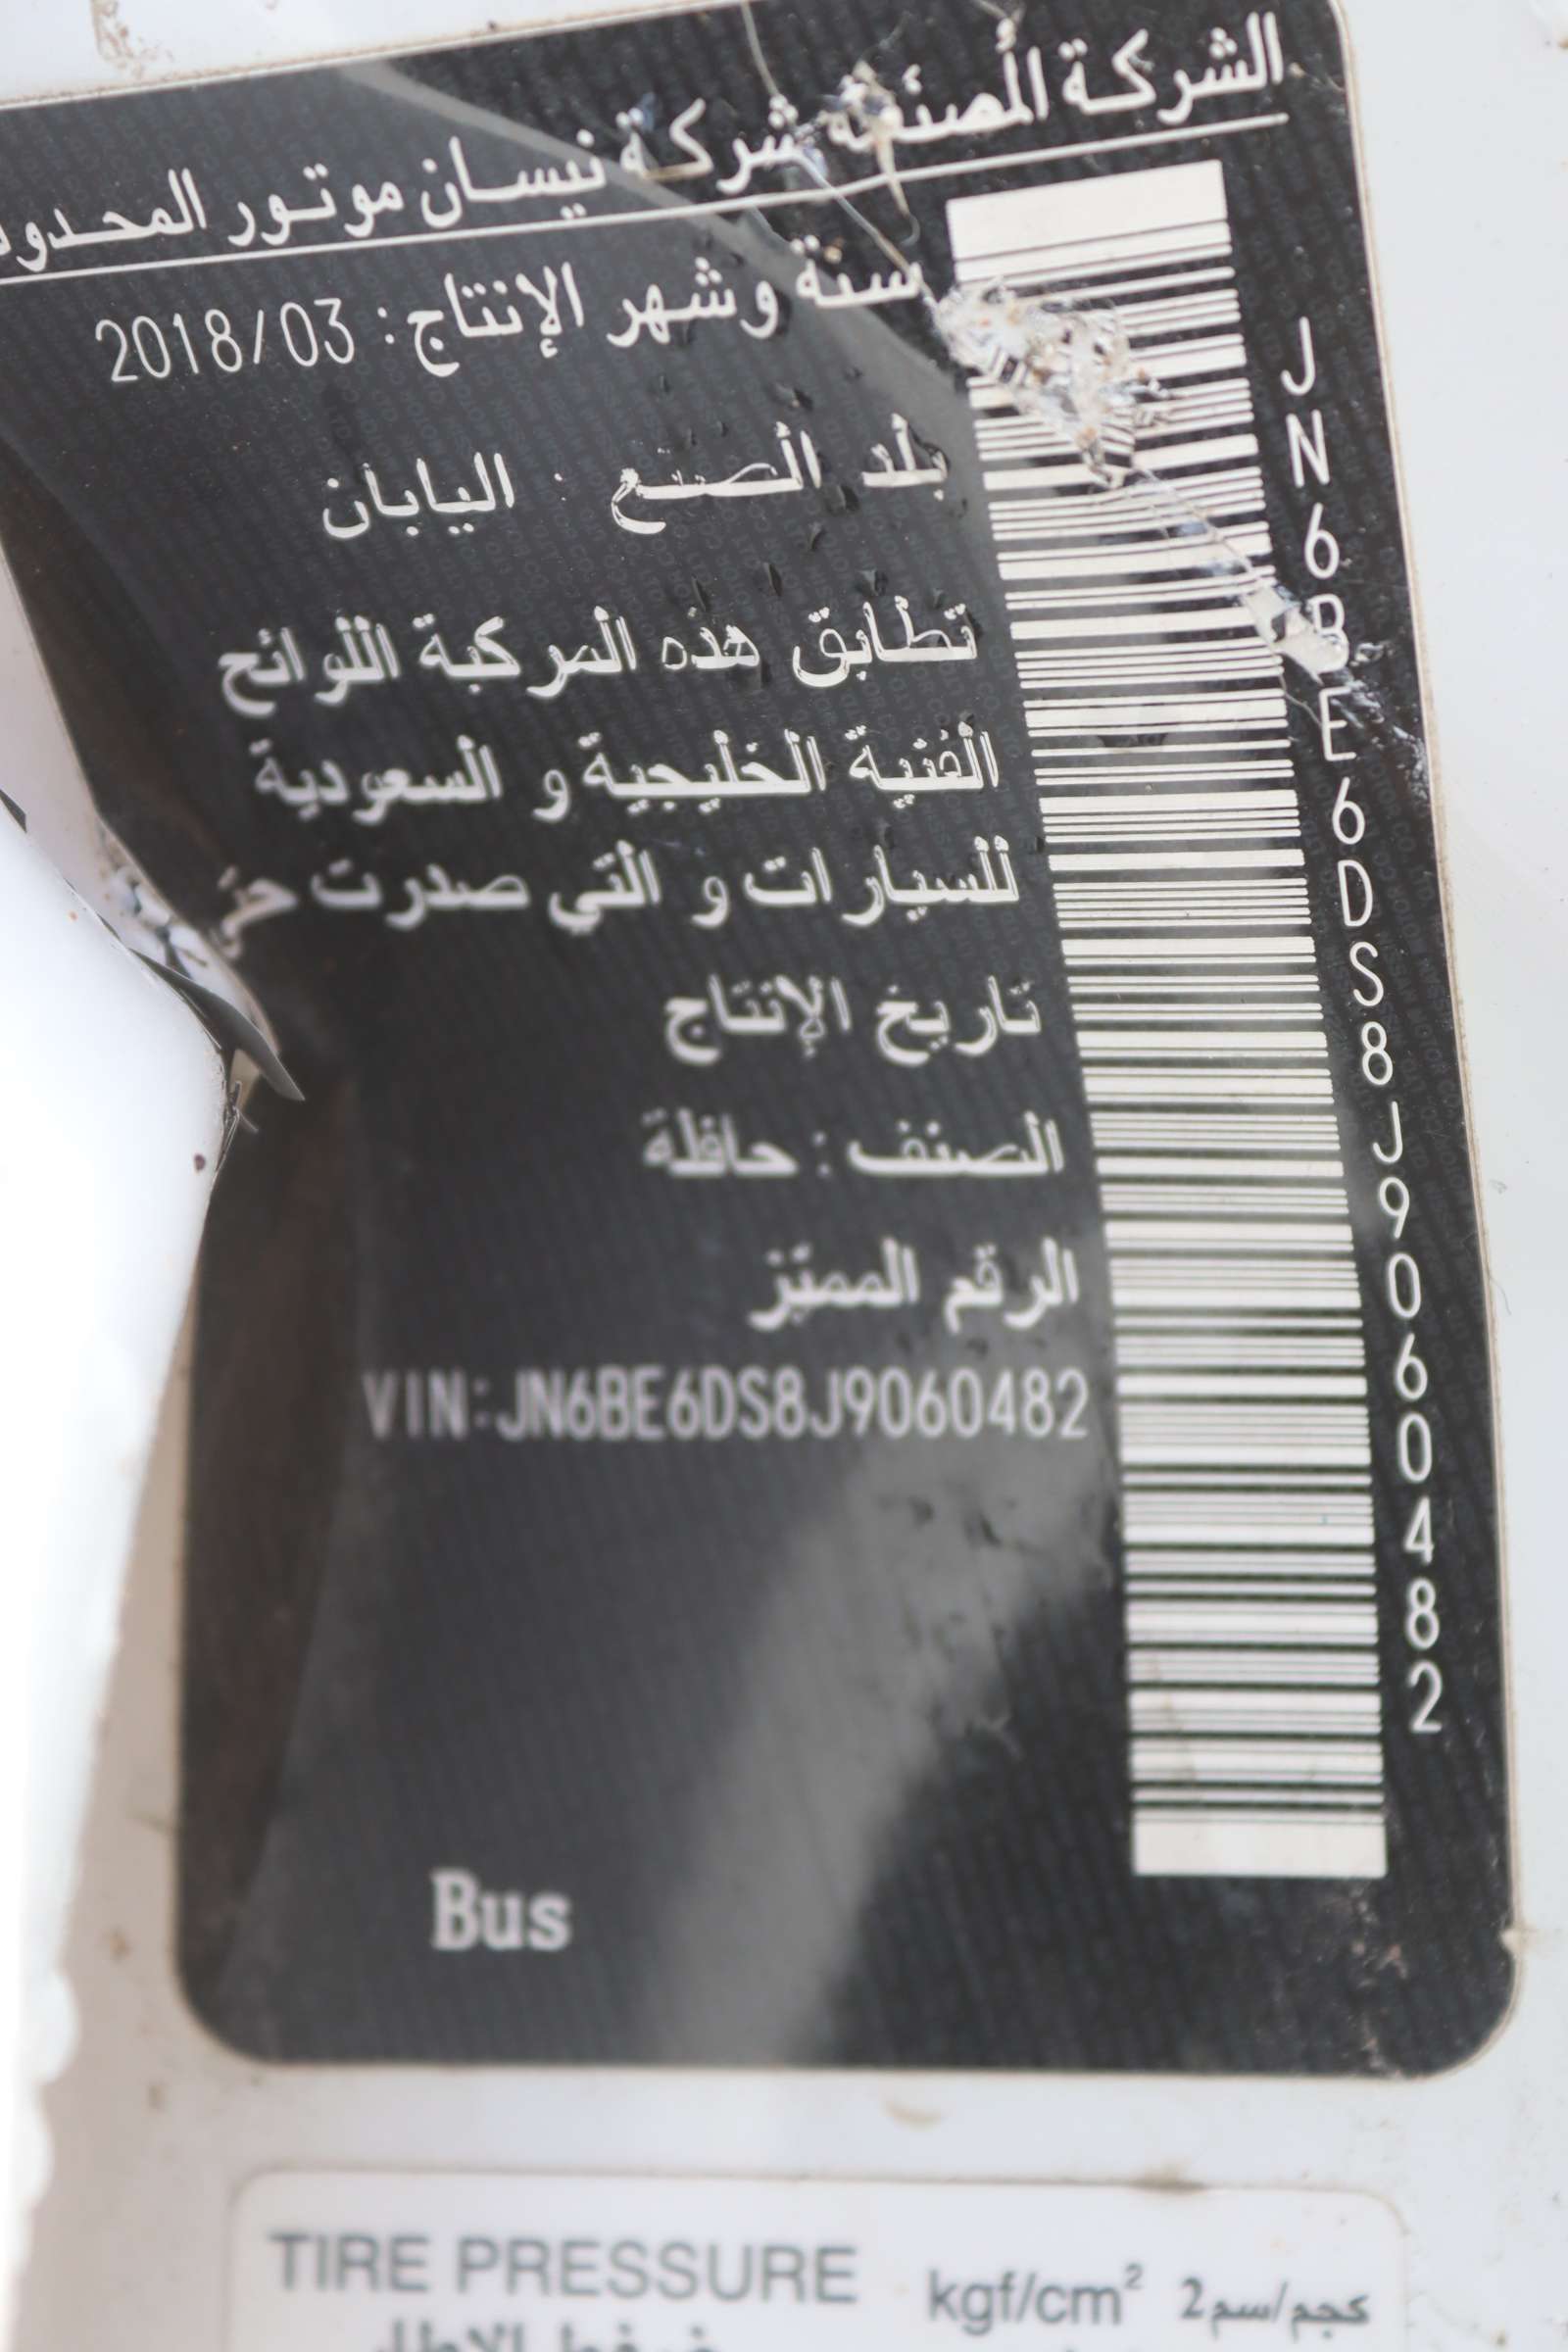 الشركة المصنعة شركة نيسان موتور المحدود
سنة وشهر الإنتاج: 2018/03
بلد الصنع : اليابان
تطابق هذه المركبة اللوائح
الفنية الخليجية و السعودية
للسيارات و التي صدرت
تاريخ الإنتاج
الصنف : حافلة
الرقم المميّز
VIN:JN6BE6DS8J9060482
JN6BE6DS8J9060482
Bus
TIRE PRESSURE kgf/cm² كجم/سم2